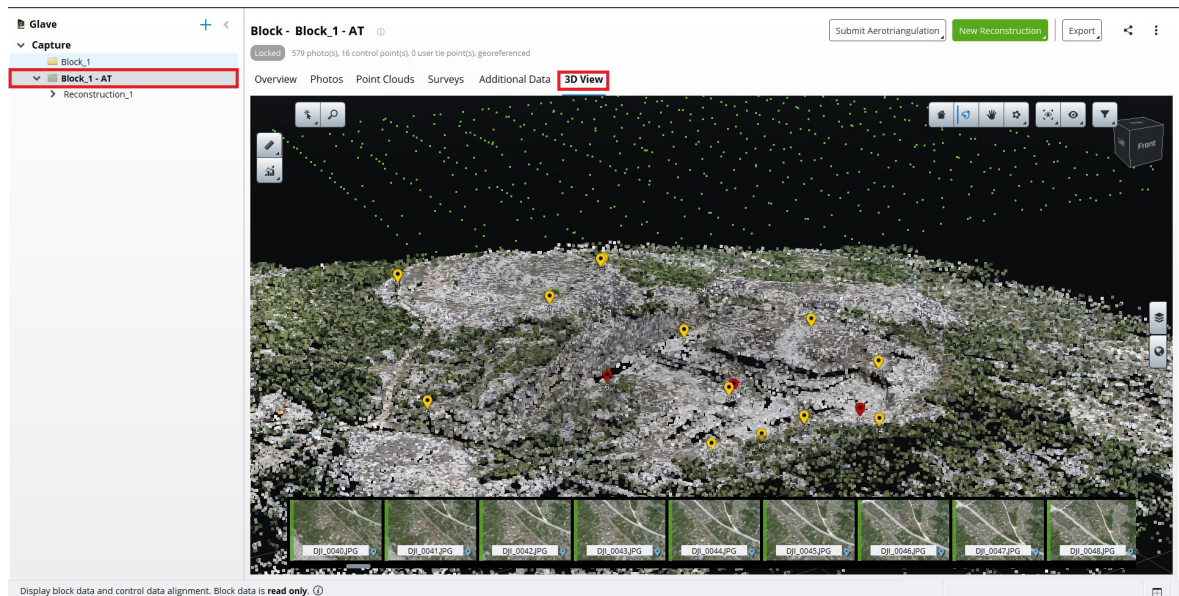 Glave
Capture
Block_1
Block_1 - AT
Reconstruction_1
Block - Block_1 - AT
Submit Aerotriangulation
New Reconstruction
Export
Locked 579 photo(s), 16 control point(s), 0 user tie point(s), georeferenced
Overview Photos Point Clouds Surveys Additional Data 3D View
Front
DJI_0040.JPG DJI_0041.JPG DJI_0042.JPG DJI_0043.JPG DJI_0044.JPG DJI_0045.JPG DJI_0046.JPG DJI_0047.JPG DJI_0048.JPG
Display block data and control data alignment. Block data is read only.